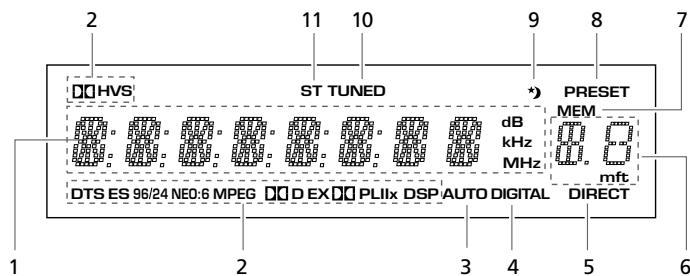 2 11 10 9 8 7
HVS ST TUNED PRESET
MEM
dB
kHz
MHz
mft
DTS ES 96/24 NEO:6 MPEG D EX PLIIx DSP AUTO DIGITAL DIRECT
1 2 3 4 5 6